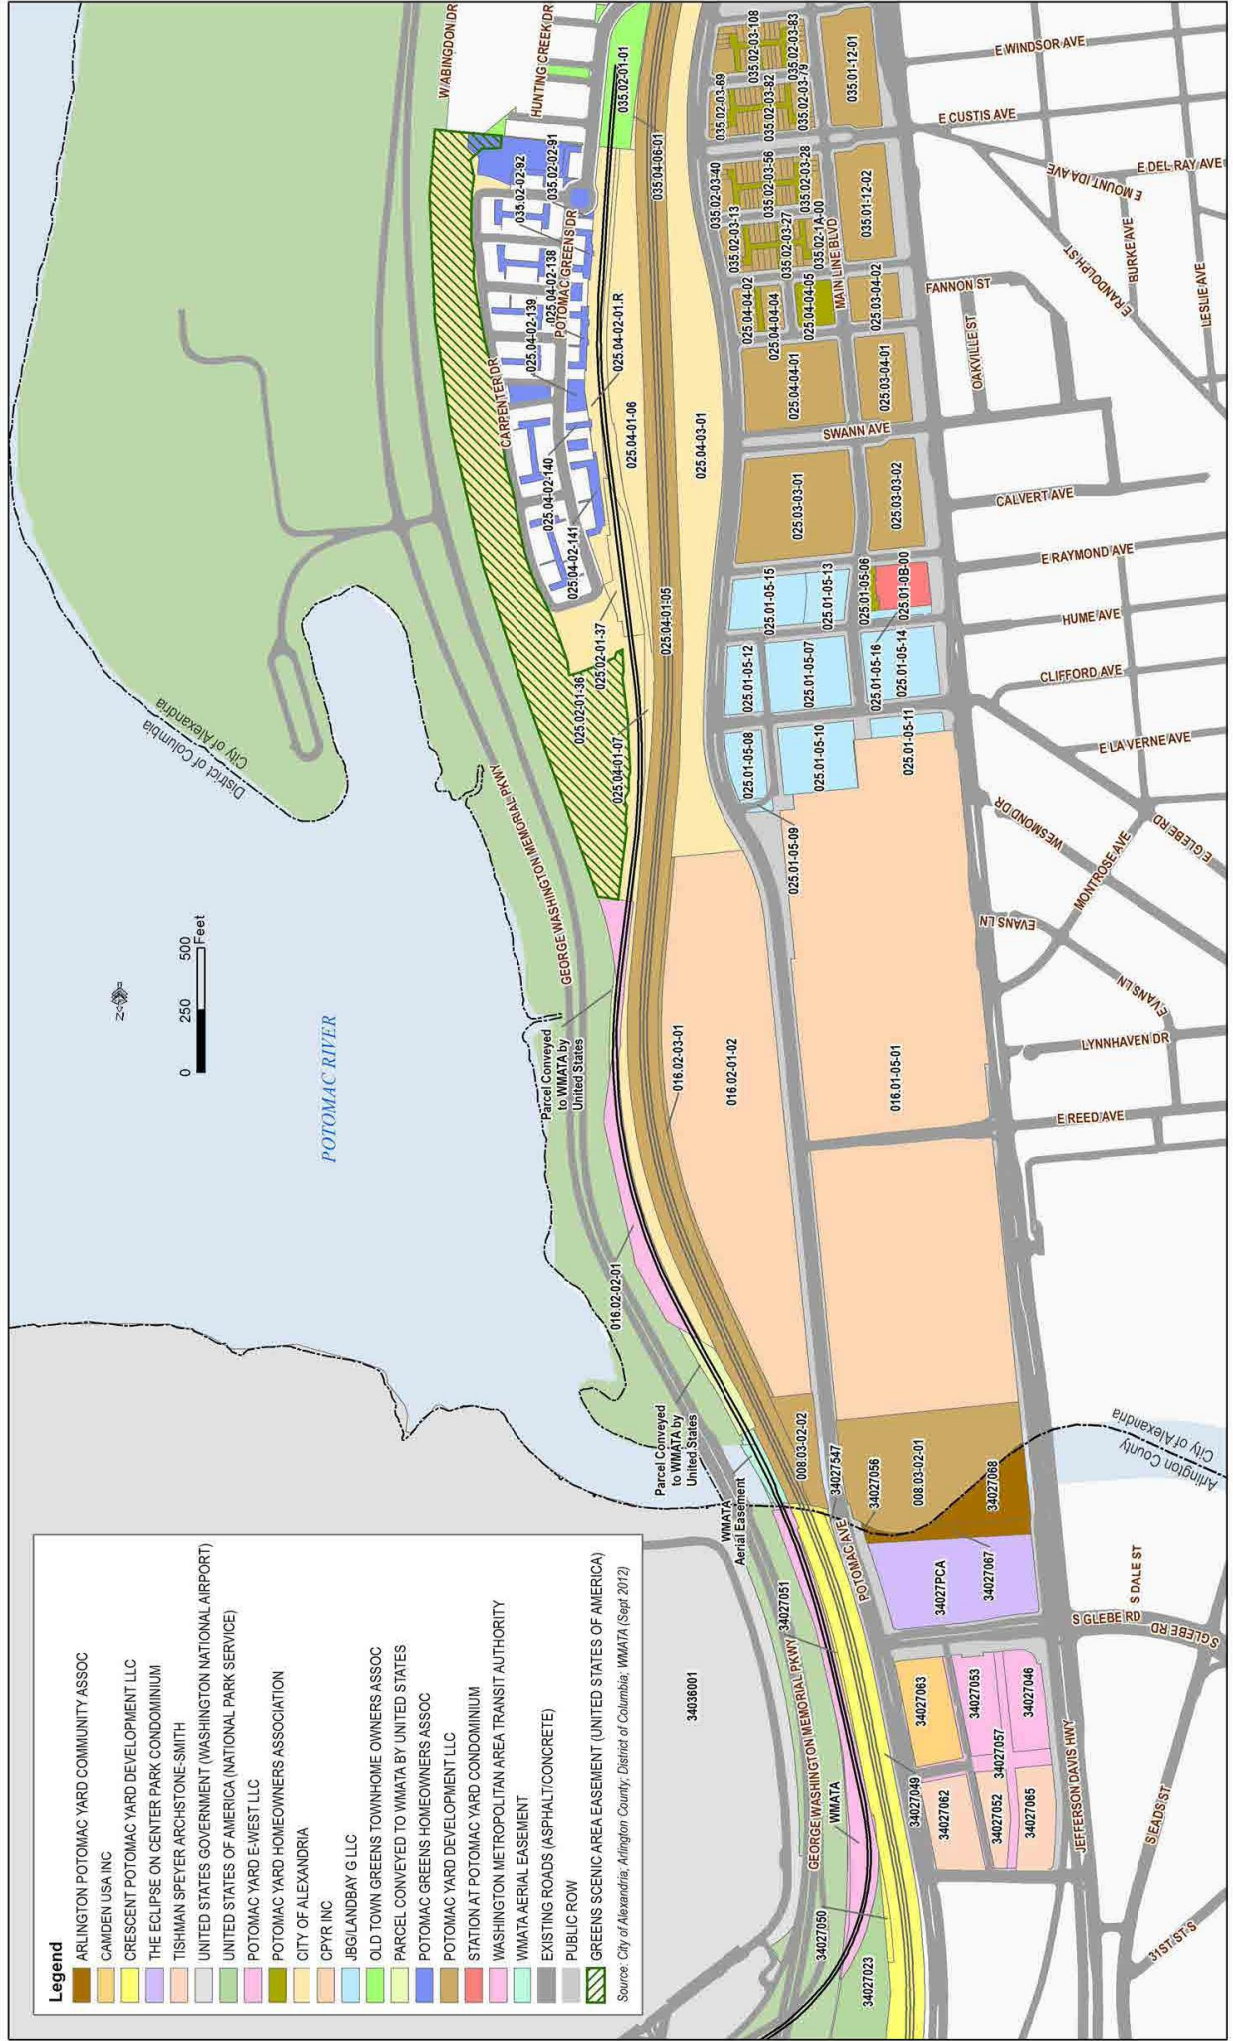 Legend
ARLINGTON POTOMAC YARD COMMUNITY ASSOC
CAMDEN USA INC
CRESCENT POTOMAC YARD DEVELOPMENT LLC
THE ECLIPSE ON CENTER PARK CONDOMINIUM
TISHMAN SPEYER ARCHSTONE-SMITH
UNITED STATES GOVERNMENT (WASHINGTON NATIONAL AIRPORT)
UNITED STATES OF AMERICA (NATIONAL PARK SERVICE)
POTOMAC YARD E-WEST LLC
POTOMAC YARD HOMEOWNERS ASSOCIATION
CITY OF ALEXANDRIA
CPYR INC
JBG/LANDBAY G LLC
OLD TOWN GREENS TOWNHOME OWNERS ASSOC
PARCEL CONVEYED TO WMATA BY UNITED STATES
POTOMAC GREENS HOMEOWNERS ASSOC
POTOMAC YARD DEVELOPMENT LLC
STATION AT POTOMAC YARD CONDOMINIUM
WASHINGTON METROPOLITAN AREA TRANSIT AUTHORITY
WMATA AERIAL EASEMENT
EXISTING ROADS (ASPHALT/CONCRETE)
PUBLIC ROW
GREENS SCENIC AREA EASEMENT (UNITED STATES OF AMERICA)
Source: City of Alexandria; Arlington County; District of Columbia; WMATA (Sept 2012)
N
0 250 500
Feet
POTOMAC RIVER
District of Columbia
City of Alexandria
34036001
GEORGE WASHINGTON MEMORIAL PKWY
W ABINGDON DR
HUNTING CREEK DR
CARPENTER DR
POTOMAC GREENS DR
035.02-02-92
035.02-02-91
025.04-02-138
025.04-02-139
025.04-02-140
025.04-02-141
025.04-02-01.R
035.02-01-01
035.04-06-01
025.04-01-06
025.04-03-01
025.04-01-05
025.02-01-37
025.02-01-36
025.04-01-07
Parcel Conveyed
to WMATA by
United States
016.02-02-01
Parcel Conveyed
to WMATA by
United States
WMATA
Aerial Easement
016.02-03-01
016.02-01-02
016.01-05-01
008.03-02-02
008.03-02-01
34027547
34027056
34027068
34027067
34027PCA
POTOMAC AVE
34027051
GEORGE WASHINGTON MEMORIAL PKWY
WMATA
34027050
34027023
34027049
34027063
34027053
34027046
34027057
34027062
34027052
34027065
035.02-03-108
035.02-03-83
035.02-03-69
035.02-03-82
035.02-03-79
035.01-12-01
035.02-03-40
035.02-03-56
035.02-03-28
035.01-12-02
035.02-03-13
035.02-03-27
035.02-1A-00
MAIN LINE BLVD
025.04-04-02
025.04-04-04
025.04-04-05
025.03-04-02
025.04-04-01
025.03-04-01
SWANN AVE
025.03-03-01
025.03-03-02
025.01-05-15
025.01-05-13
025.01-05-06
025.01-0B-00
025.01-05-12
025.01-05-07
025.01-05-16
025.01-05-14
025.01-05-08
025.01-05-10
025.01-05-11
025.01-05-09
E WINDSOR AVE
E CUSTIS AVE
E DEL RAY AVE
E MOUNT IDA AVE
BURKE AVE
E RANDOLPH ST
LESLIE AVE
FANNON ST
OAKVILLE ST
CALVERT AVE
E RAYMOND AVE
HUME AVE
CLIFFORD AVE
E LA VERNE AVE
WESMOND DR
E GLEBE RD
MONTROSE AVE
EVANS LN
EVANS LN
LYNNHAVEN DR
E REED AVE
City of Alexandria
Arlington County
S DALE ST
S GLEBE RD
S GLEBE RD
JEFFERSON DAVIS HWY
S EADS ST
31ST ST S